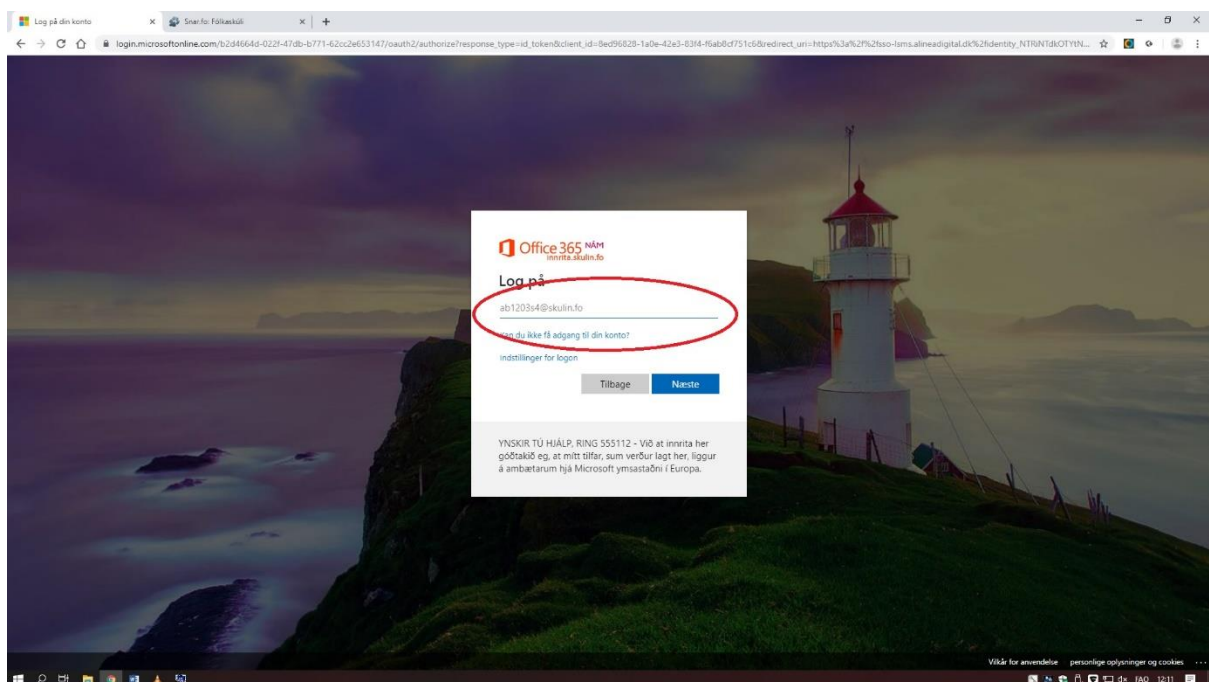 Log på din konto
Snar.fo: Fólkaskúli
login.microsoftonline.com/b2d4664d-022f-47db-b771-62cc2e653147/oauth2/authorize?response_type=id_token&client_id=8ed96828-1a0e-42e3-83f4-f6ab8cf751c6&redirect_uri=https%3a%2f%2fsso-lsms.alineadigital.dk%2fidentity_NTRiNTdkOTYtN...
Office 365 NÁM
innrita.skulin.fo
Log på
ab1203s4@skulin.fo
Kan du ikke få adgang til din konto?
Indstillinger for logon
Tilbage Næste
YNSKIR TÚ HJÁLP, RING 555112 - Við at innrita her
góðtakið eg, at mítt tilfar, sum verður lagt her, liggur
á ambætarum hjá Microsoft ymsastaðni í Europa.
Vilkår for anvendelse personlige oplysninger og cookies ...
FAO 12:11